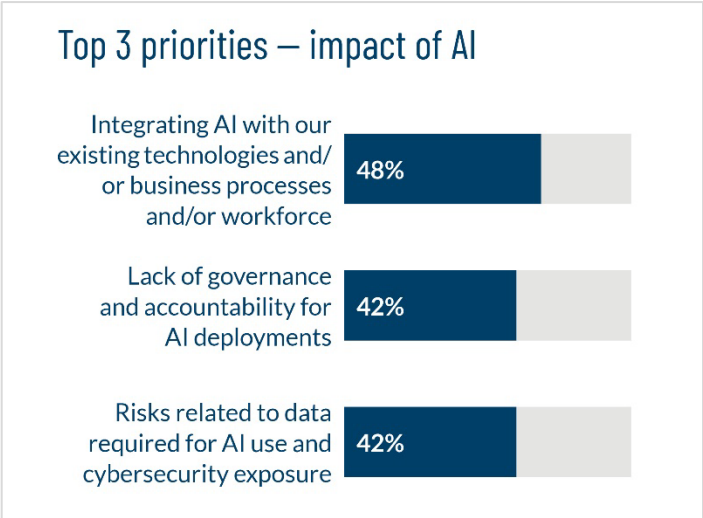 Top 3 priorities — impact of AI
Integrating AI with our
existing technologies and/
or business processes
and/or workforce
48%
Lack of governance
and accountability for
AI deployments
42%
Risks related to data
required for AI use and
cybersecurity exposure
42%